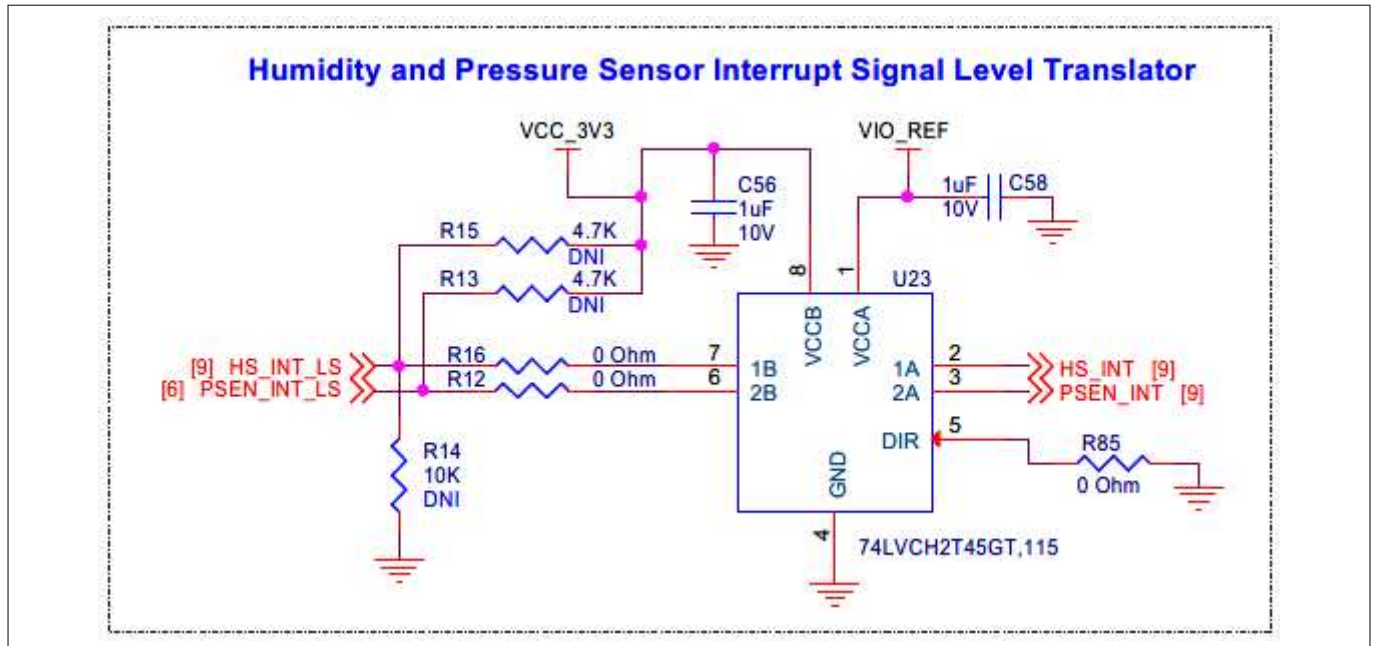 Humidity and Pressure Sensor Interrupt Signal Level Translator
VCC_3V3
VIO_REF
C56
1uF
10V
1uF
10V
C58
R15
4.7K
DNI
R13
4.7K
DNI
8
1
U23
VCCB
VCCA
[9] HS_INT_LS
R16
0 Ohm
7
1B
1A
2
HS_INT [9]
[6] PSEN_INT_LS
R12
0 Ohm
6
2B
2A
3
PSEN_INT [9]
DIR
5
R85
0 Ohm
R14
10K
DNI
GND
4
74LVCH2T45GT,115